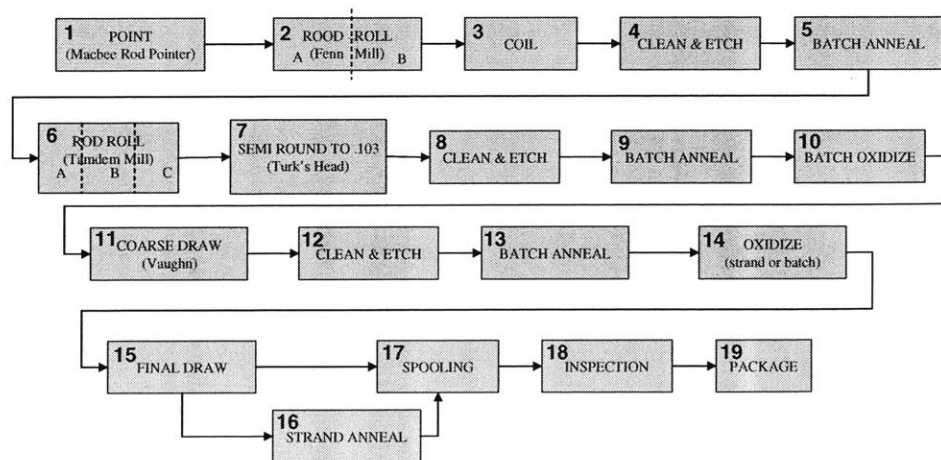 1 POINT
(Macbee Rod Pointer)
2 ROOD ROLL
A (Fenn Mill) B
3 COIL
4 CLEAN & ETCH
5 BATCH ANNEAL
6 ROD ROLL
(Tamdem Mill)
A B C
7 SEMI ROUND TO .103
(Turk's Head)
8 CLEAN & ETCH
9 BATCH ANNEAL
10 BATCH OXIDIZE
11 COARSE DRAW
(Vaughn)
12 CLEAN & ETCH
13 BATCH ANNEAL
14 OXIDIZE
(strand or batch)
15 FINAL DRAW
16 STRAND ANNEAL
17 SPOOLING
18 INSPECTION
19 PACKAGE